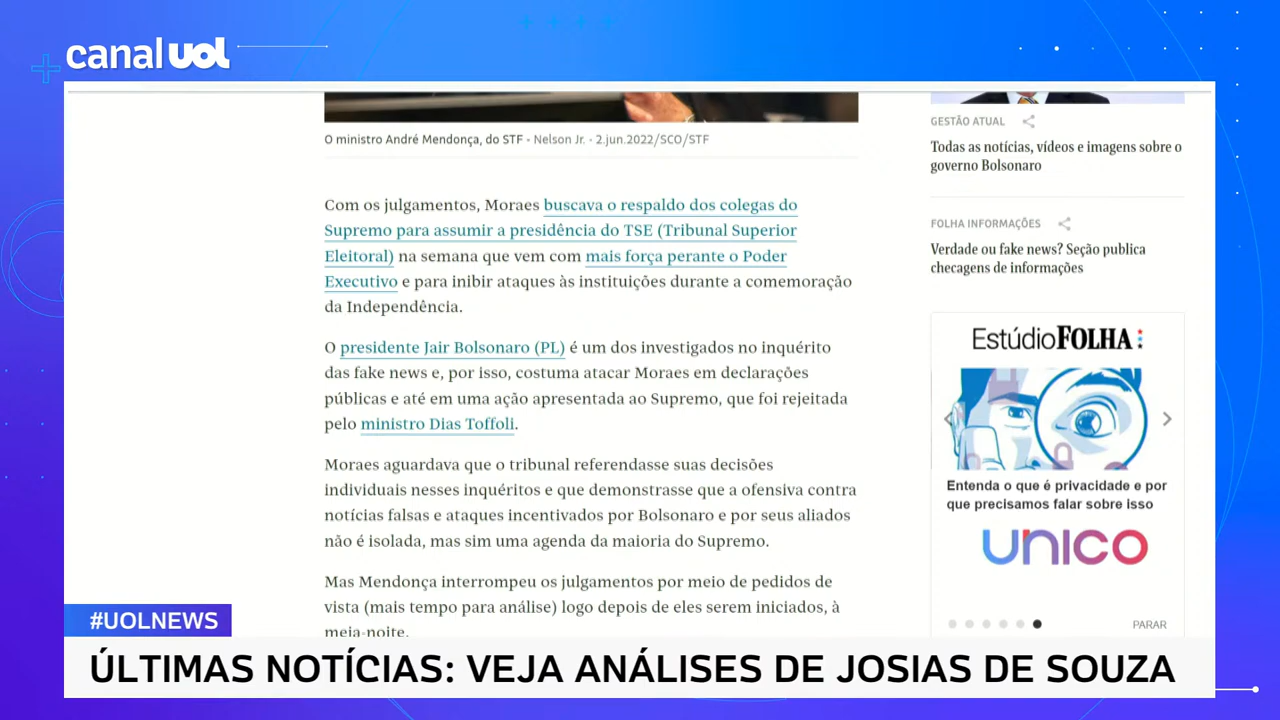 canal UOL
O ministro André Mendonça, do STF - Nelson Jr. - 2.jun.2022/SCO/STF
Com os julgamentos, Moraes buscava o respaldo dos colegas do
Supremo para assumir a presidência do TSE (Tribunal Superior
Eleitoral) na semana que vem com mais força perante o Poder
Executivo e para inibir ataques às instituições durante a comemoração
da Independência.
O presidente Jair Bolsonaro (PL) é um dos investigados no inquérito
das fake news e, por isso, costuma atacar Moraes em declarações
públicas e até em uma ação apresentada ao Supremo, que foi rejeitada
pelo ministro Dias Toffoli.
Moraes aguardava que o tribunal referendasse suas decisões
individuais nesses inquéritos e que demonstrasse que a ofensiva contra
notícias falsas e ataques incentivados por Bolsonaro e por seus aliados
não é isolada, mas sim uma agenda da maioria do Supremo.
Mas Mendonça interrompeu os julgamentos por meio de pedidos de
vista (mais tempo para análise) logo depois de eles serem iniciados, à
meia-noite.
GESTÃO ATUAL
Todas as notícias, vídeos e imagens sobre o
governo Bolsonaro
FOLHA INFORMAÇÕES
Verdade ou fake news? Seção publica
checagens de informações
EstúdioFOLHA
Entenda o que é privacidade e por
que precisamos falar sobre isso
unico
PARAR
#UOLNEWS
ÚLTIMAS NOTÍCIAS: VEJA ANÁLISES DE JOSIAS DE SOUZA